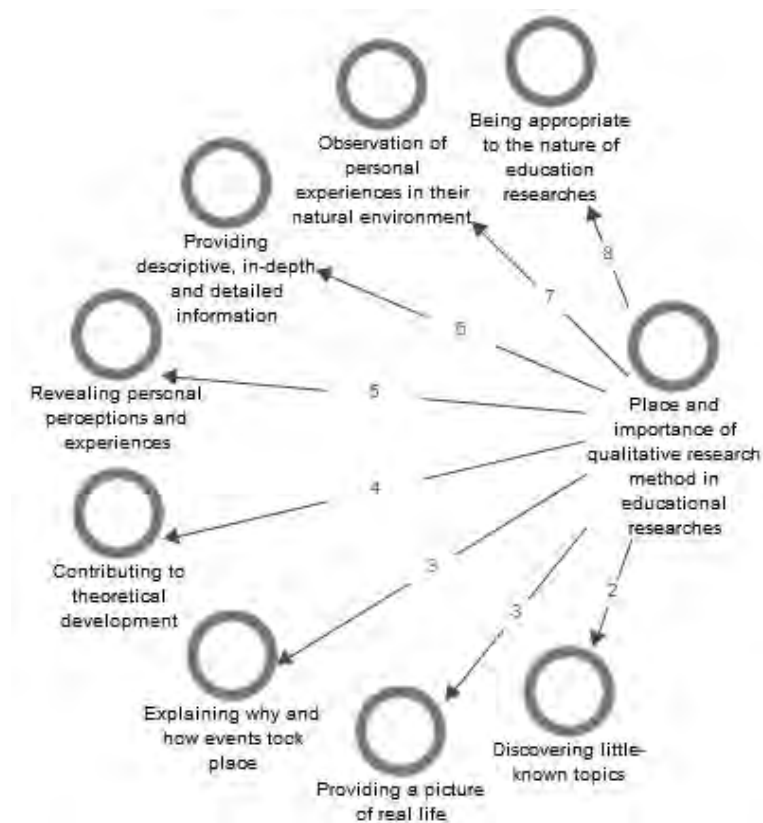 Being appropriate
to the nature of
education
researches
Observation of
personal
experiences in their
natural environment
Providing
descriptive, in-depth
and detailed
information
Revealing personal
perceptions and
experiences
Contributing to
theoretical
development
Explaining why and
how events took
place
Providing a picture
of real life
Discovering little-
known topics
Place and
importance of
qualitative research
method in
educational
researches
8
7
6
5
4
3
3
2